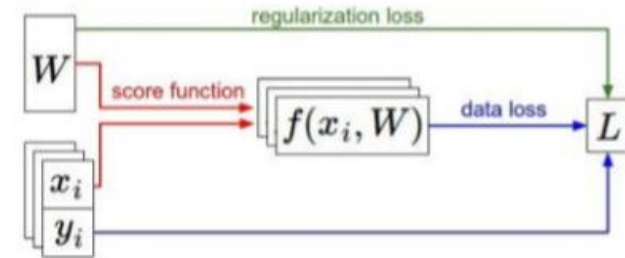 regularization loss
W
score function
f(x_i, W)
data loss
L
x_i
y_i